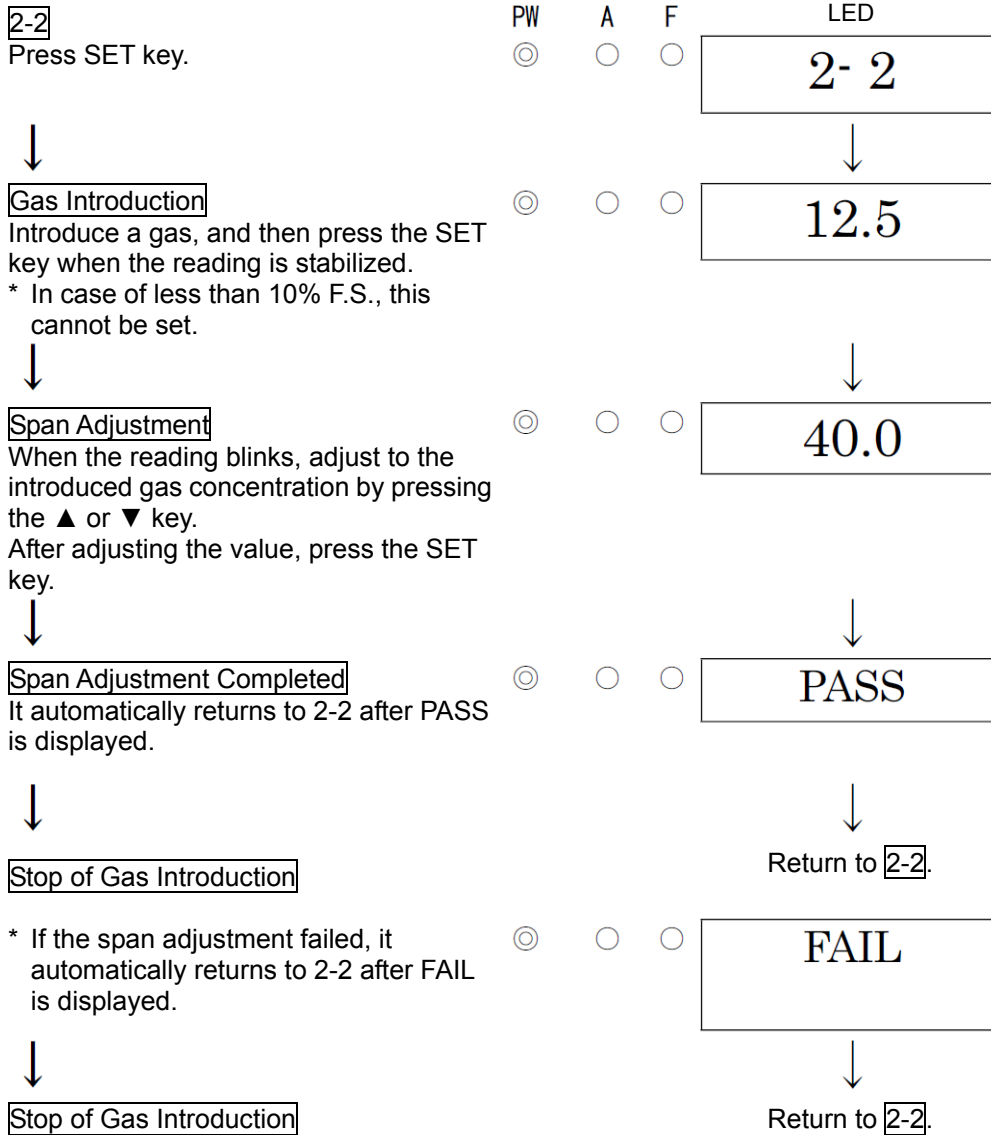 2-2 PW A F LED
Press SET key. ◎ ○ ○ 2- 2
↓ ↓
Gas Introduction ◎ ○ ○ 12.5
Introduce a gas, and then press the SET
key when the reading is stabilized.
* In case of less than 10% F.S., this
cannot be set.
↓ ↓
Span Adjustment ◎ ○ ○ 40.0
When the reading blinks, adjust to the
introduced gas concentration by pressing
the ▲ or ▼ key.
After adjusting the value, press the SET
key.
↓ ↓
Span Adjustment Completed ◎ ○ ○ PASS
It automatically returns to 2-2 after PASS
is displayed.
↓ ↓
Stop of Gas Introduction Return to 2-2.
* If the span adjustment failed, it ◎ ○ ○ FAIL
automatically returns to 2-2 after FAIL
is displayed.
↓ ↓
Stop of Gas Introduction Return to 2-2.